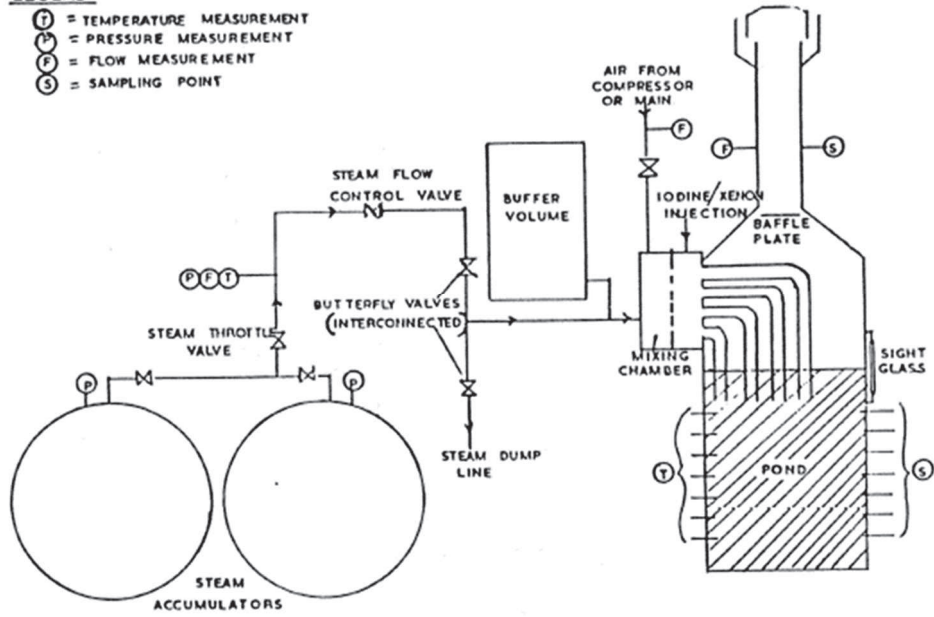 T = TEMPERATURE MEASUREMENT
P = PRESSURE MEASUREMENT
F = FLOW MEASUREMENT
S = SAMPLING POINT
AIR FROM
COMPRESSOR
OR MAIN
F
F
S
STEAM FLOW
CONTROL VALVE
BUFFER
VOLUME
IODINE/XENON
INJECTION
BAFFLE
PLATE
P F T
BUTTERFLY VALVES
(INTERCONNECTED)
STEAM THROTTLE
VALVE
MIXING
CHAMBER
SIGHT
GLASS
P
P
STEAM DUMP
LINE
T
POND
S
STEAM
ACCUMULATORS